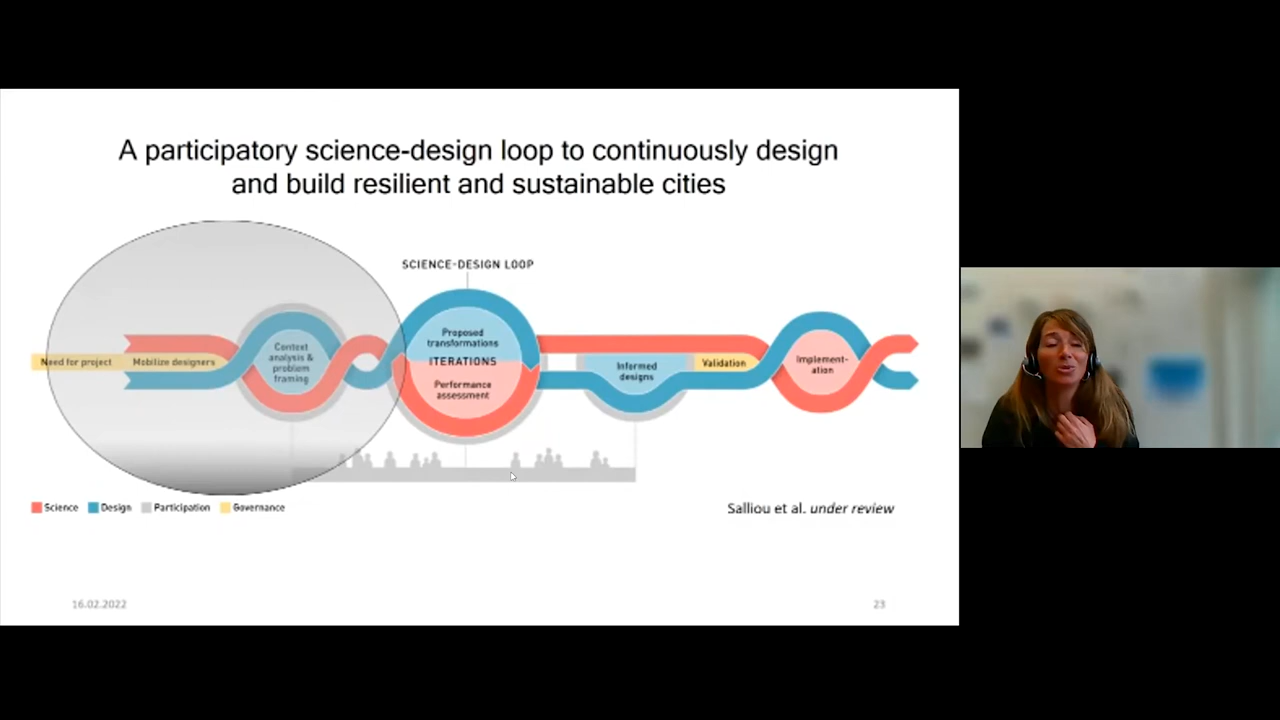 A participatory science-design loop to continuously design
and build resilient and sustainable cities
SCIENCE-DESIGN LOOP
Need for project
Mobilize designers
Context
analysis &
problem
framing
Proposed
transformations
ITERATIONS
Performance
assessment
Informed
designs
Validation
Implement-
ation
Science
Design
Participation
Governance
Salliou et al. under review
16.02.2022
23